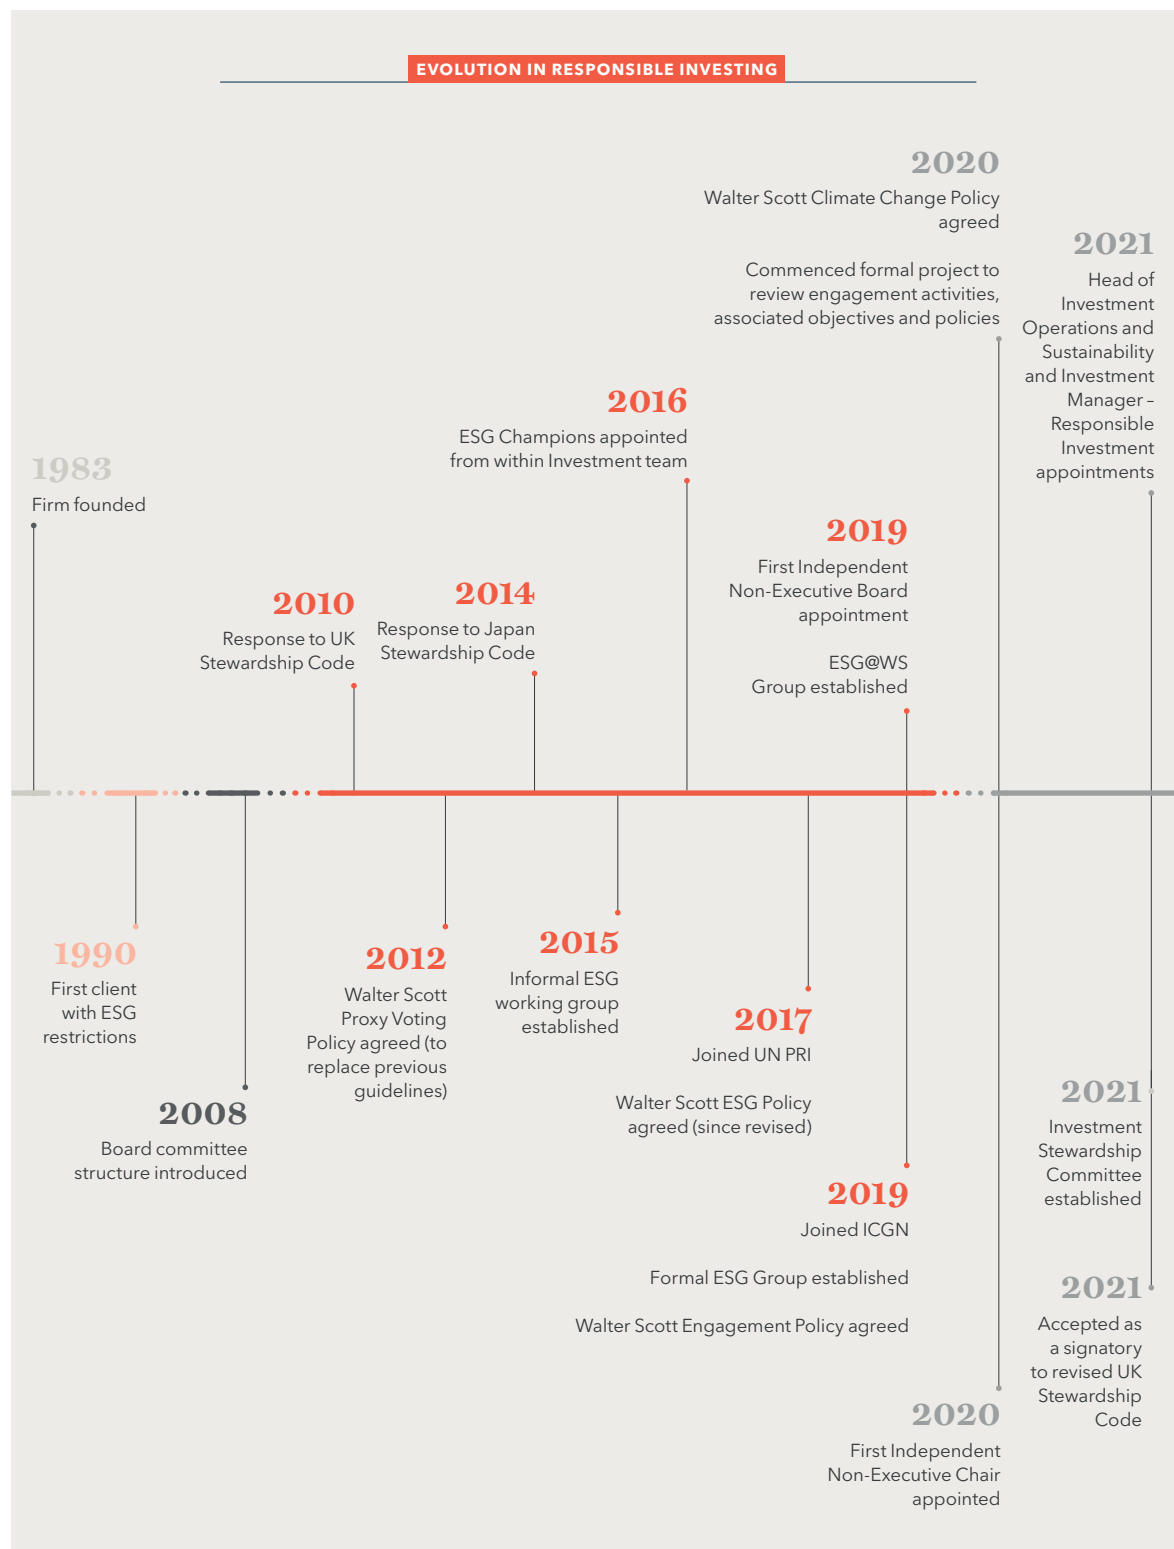 EVOLUTION IN RESPONSIBLE INVESTING
1983
Firm founded
1990
First client
with ESG
restrictions
2008
Board committee
structure introduced
2010
Response to UK
Stewardship Code
2012
Walter Scott
Proxy Voting
Policy agreed (to
replace previous
guidelines)
2014
Response to Japan
Stewardship Code
2015
Informal ESG
working group
established
2016
ESG Champions appointed
from within Investment team
2017
Joined UN PRI
Walter Scott ESG Policy
agreed (since revised)
2019
First Independent
Non-Executive Board
appointment
ESG@WS
Group established
2019
Joined ICGN
Formal ESG Group established
Walter Scott Engagement Policy agreed
2020
Walter Scott Climate Change Policy
agreed
Commenced formal project to
review engagement activities,
associated objectives and policies
2020
First Independent
Non-Executive Chair
appointed
2021
Head of
Investment
Operations and
Sustainability
and Investment
Manager –
Responsible
Investment
appointments
2021
Investment
Stewardship
Committee
established
2021
Accepted as
a signatory
to revised UK
Stewardship
Code